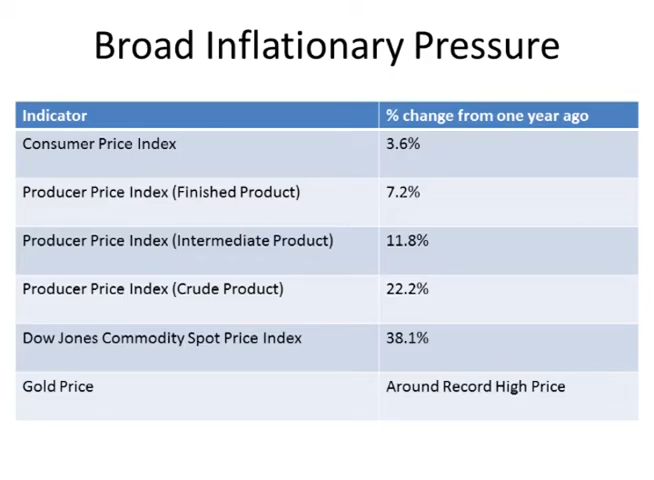 Broad Inflationary Pressure
Indicator % change from one year ago
Consumer Price Index 3.6%
Producer Price Index (Finished Product) 7.2%
Producer Price Index (Intermediate Product) 11.8%
Producer Price Index (Crude Product) 22.2%
Dow Jones Commodity Spot Price Index 38.1%
Gold Price Around Record High Price